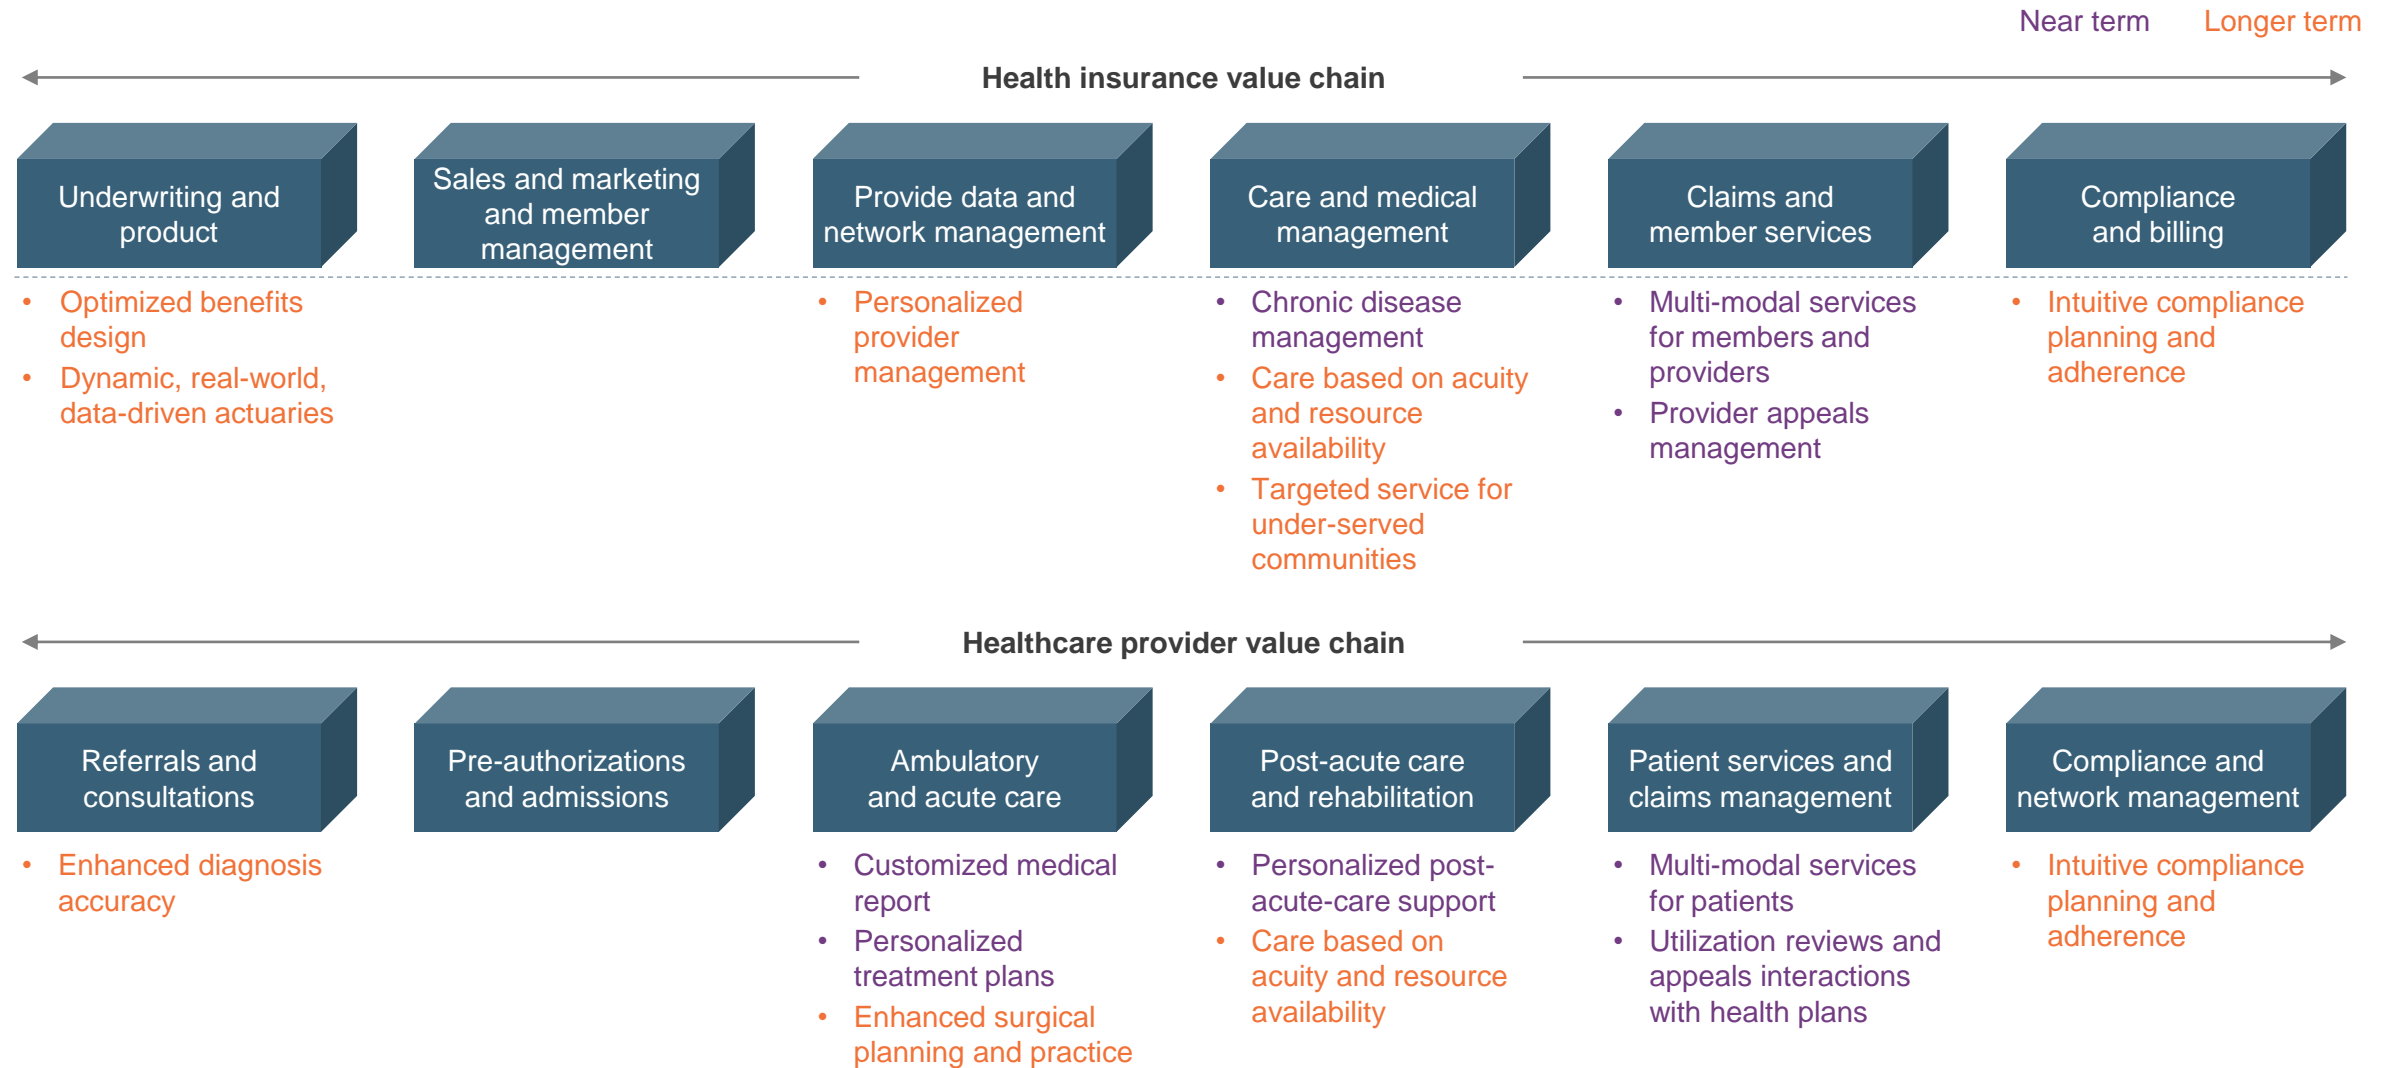 Near term Longer term
Health insurance value chain
Underwriting and
product
Sales and marketing
and member
management
Provide data and
network management
Care and medical
management
Claims and
member services
Compliance
and billing
• Optimized benefits
design
• Dynamic, real-world,
data-driven actuaries
• Personalized
provider
management
• Chronic disease
management
• Care based on acuity
and resource
availability
• Targeted service for
under-served
communities
• Multi-modal services
for members and
providers
• Provider appeals
management
• Intuitive compliance
planning and
adherence
Healthcare provider value chain
Referrals and
consultations
Pre-authorizations
and admissions
Ambulatory
and acute care
Post-acute care
and rehabilitation
Patient services and
claims management
Compliance and
network management
• Enhanced diagnosis
accuracy
• Customized medical
report
• Personalized
treatment plans
• Enhanced surgical
planning and practice
• Personalized post-
acute-care support
• Care based on
acuity and resource
availability
• Multi-modal services
for patients
• Utilization reviews and
appeals interactions
with health plans
• Intuitive compliance
planning and
adherence